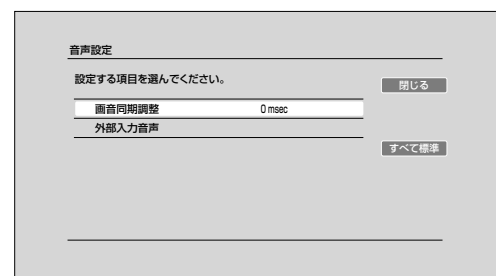 音声設定
設定する項目を選んでください。
閉じる
画音同期調整 0 msec
外部入力音声
すべて標準